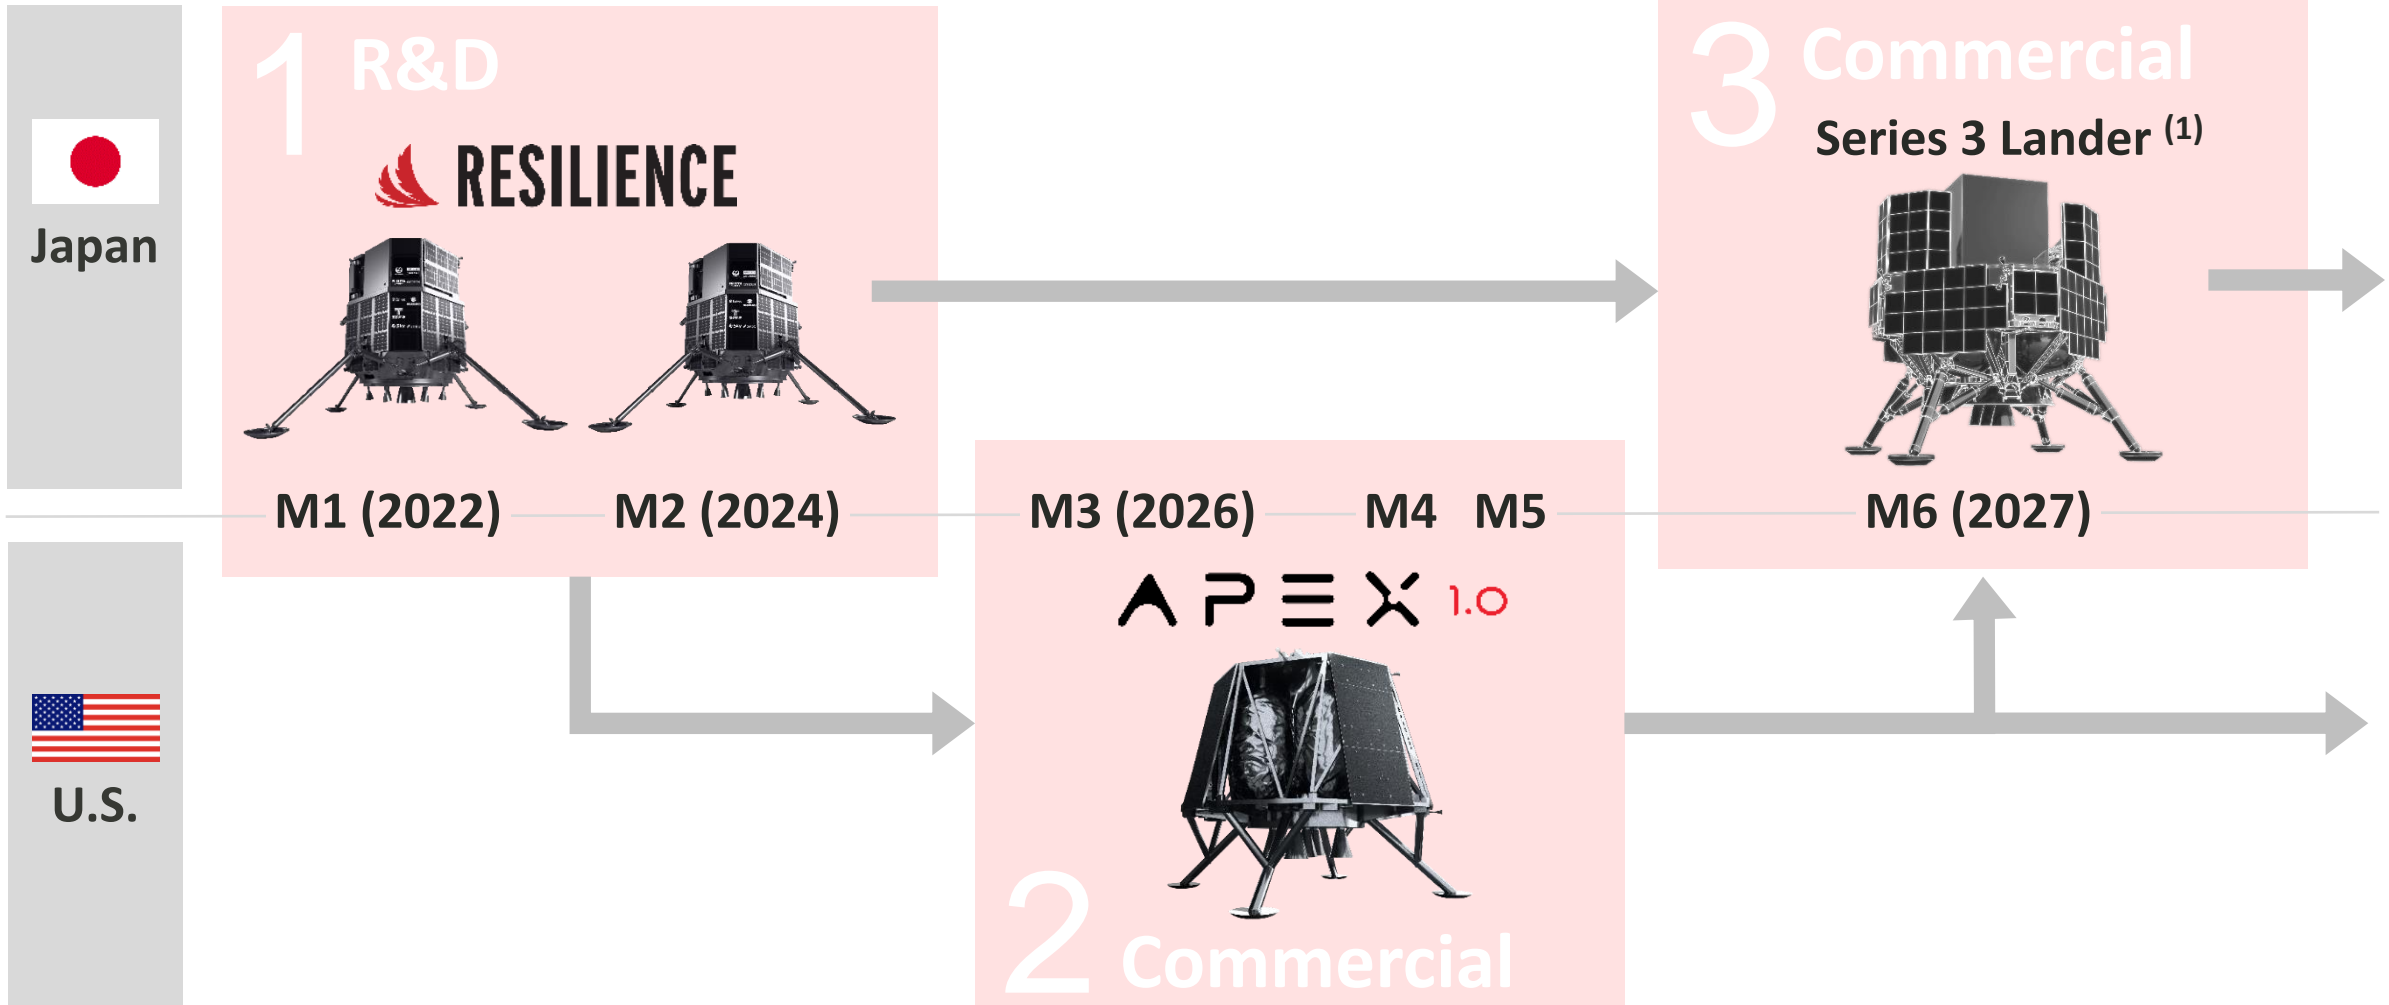 Japan
1 R&D
RESILIENCE
M1 (2022)
M2 (2024)
3 Commercial
Series 3 Lander (1)
M6 (2027)
U.S.
M3 (2026)
M4
M5
APEX 1.0
2 Commercial